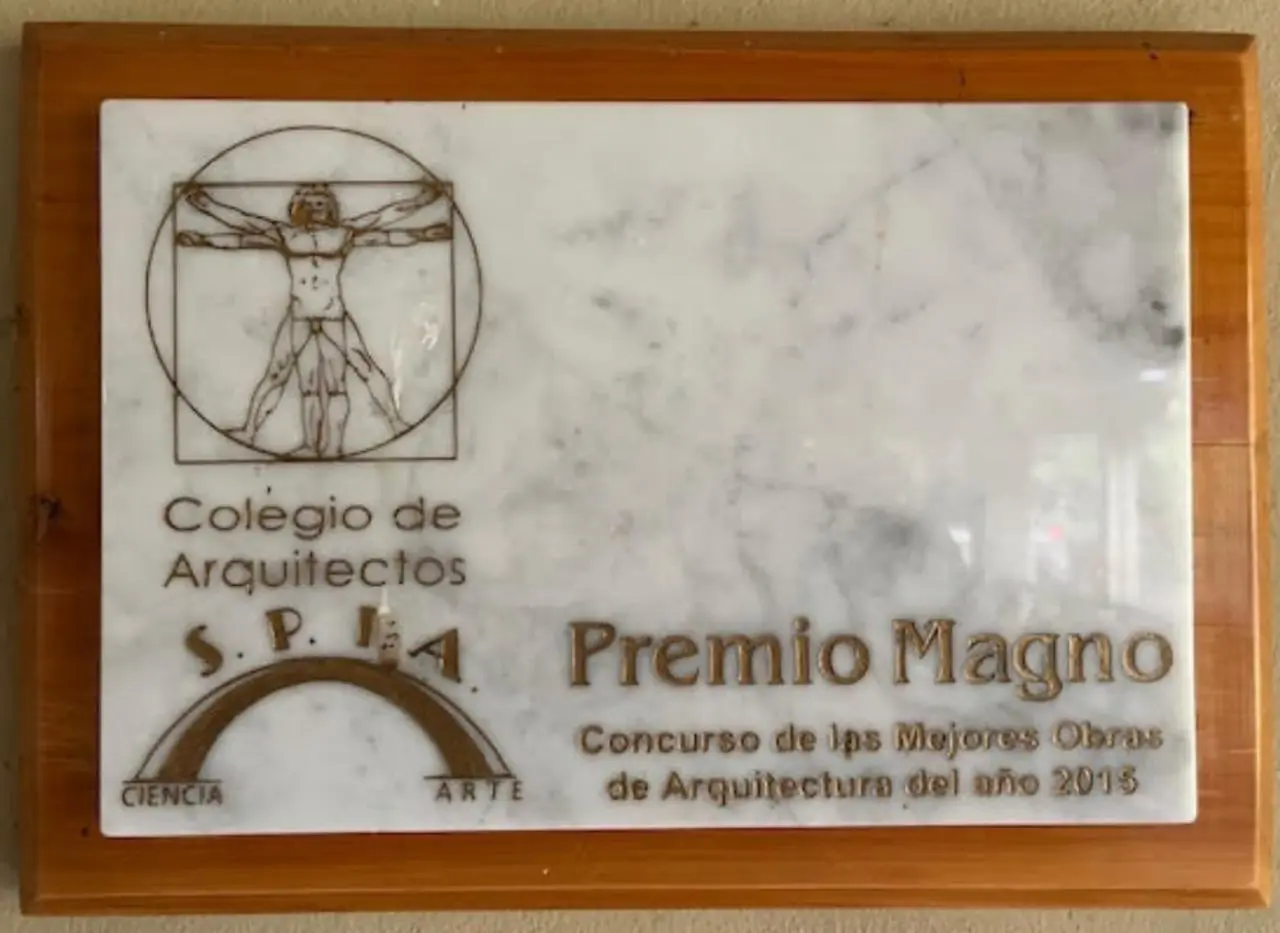 Colegio de
Arquitectos
S.P.I.A.
CIENCIA
ARTE
Premio Magno
Concurso de las Mejores Obras
de Arquitectura del año 2015